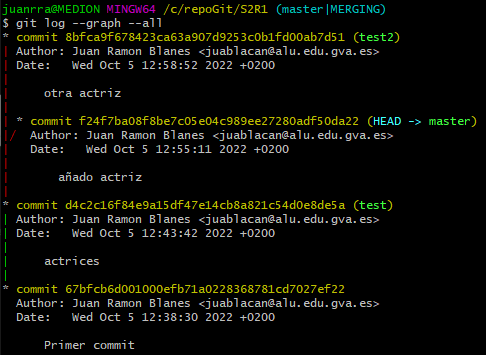 juanrra@MEDION MINGW64 /c/repoGit/S2R1 (master|MERGING)
$ git log --graph --all
* commit 8bfca9f678423ca63a907d9253c0b1fd00ab7d51 (test2)
| Author: Juan Ramon Blanes <juablacan@alu.edu.gva.es>
| Date:   Wed Oct 5 12:58:52 2022 +0200
|
|     otra actriz
|
| * commit f24f7ba08f8be7c05e04c989ee27280adf50da22 (HEAD -> master)
|/  Author: Juan Ramon Blanes <juablacan@alu.edu.gva.es>
|   Date:   Wed Oct 5 12:55:11 2022 +0200
|
|       añado actriz
|
* commit d4c2c16f84e9a15df47e14cb8a821c54d0e8de5a (test)
| Author: Juan Ramon Blanes <juablacan@alu.edu.gva.es>
| Date:   Wed Oct 5 12:43:42 2022 +0200
|
|     actrices
|
* commit 67bfcb6d001000efb71a0228368781cd7027ef22
  Author: Juan Ramon Blanes <juablacan@alu.edu.gva.es>
  Date:   Wed Oct 5 12:38:30 2022 +0200

      Primer commit